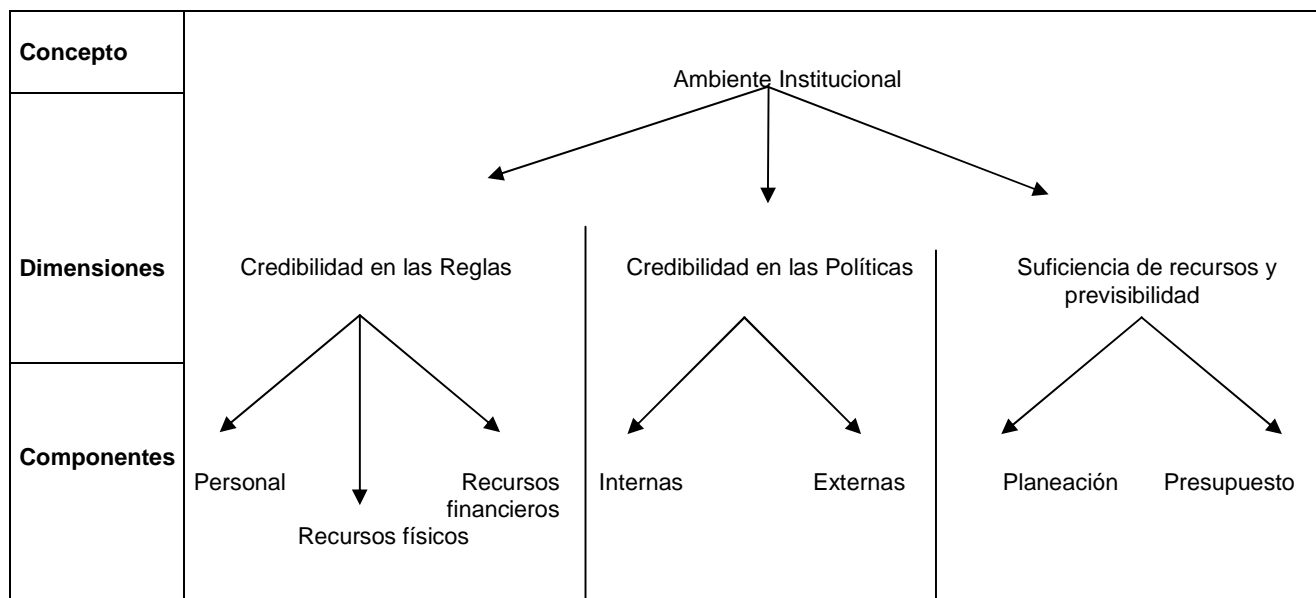 Concepto
Ambiente Institucional
Dimensiones
Credibilidad en las Reglas
Credibilidad en las Políticas
Suficiencia de recursos y
previsibilidad
Componentes
Personal
Recursos físicos
Recursos
financieros
Internas
Externas
Planeación
Presupuesto